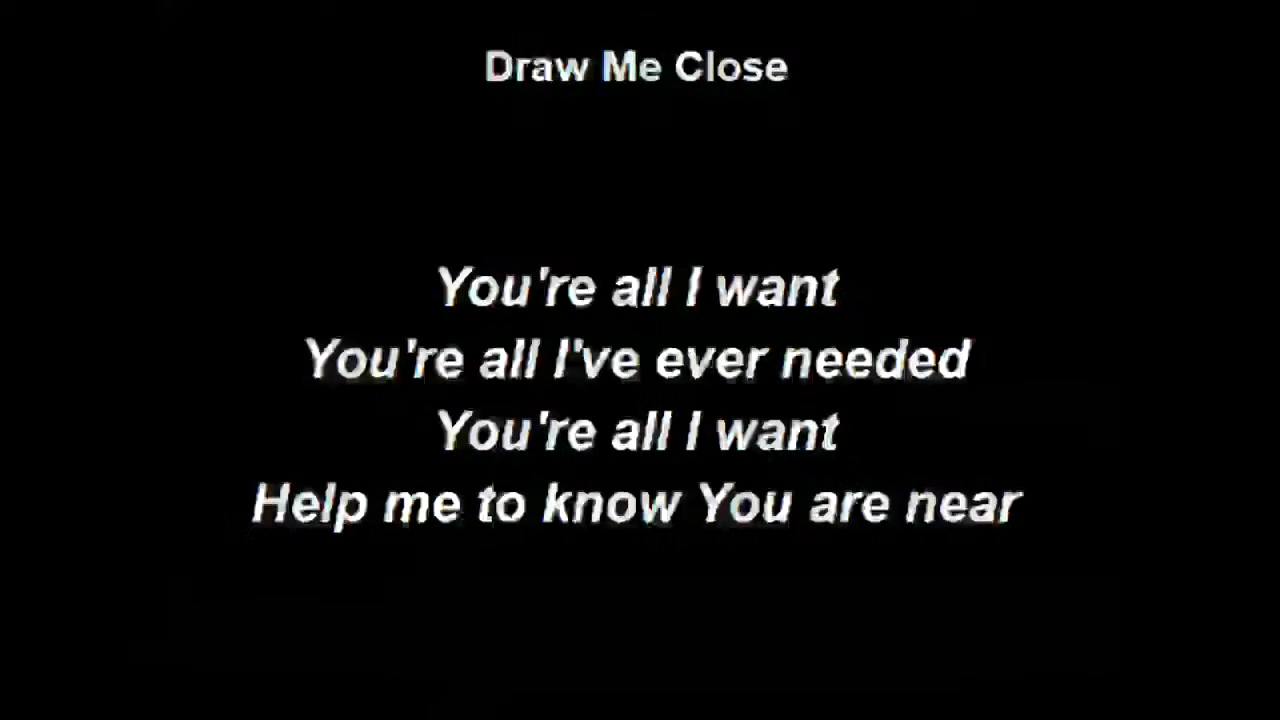 Draw Me Close
You're all I want
You're all I've ever needed
You're all I want
Help me to know You are near